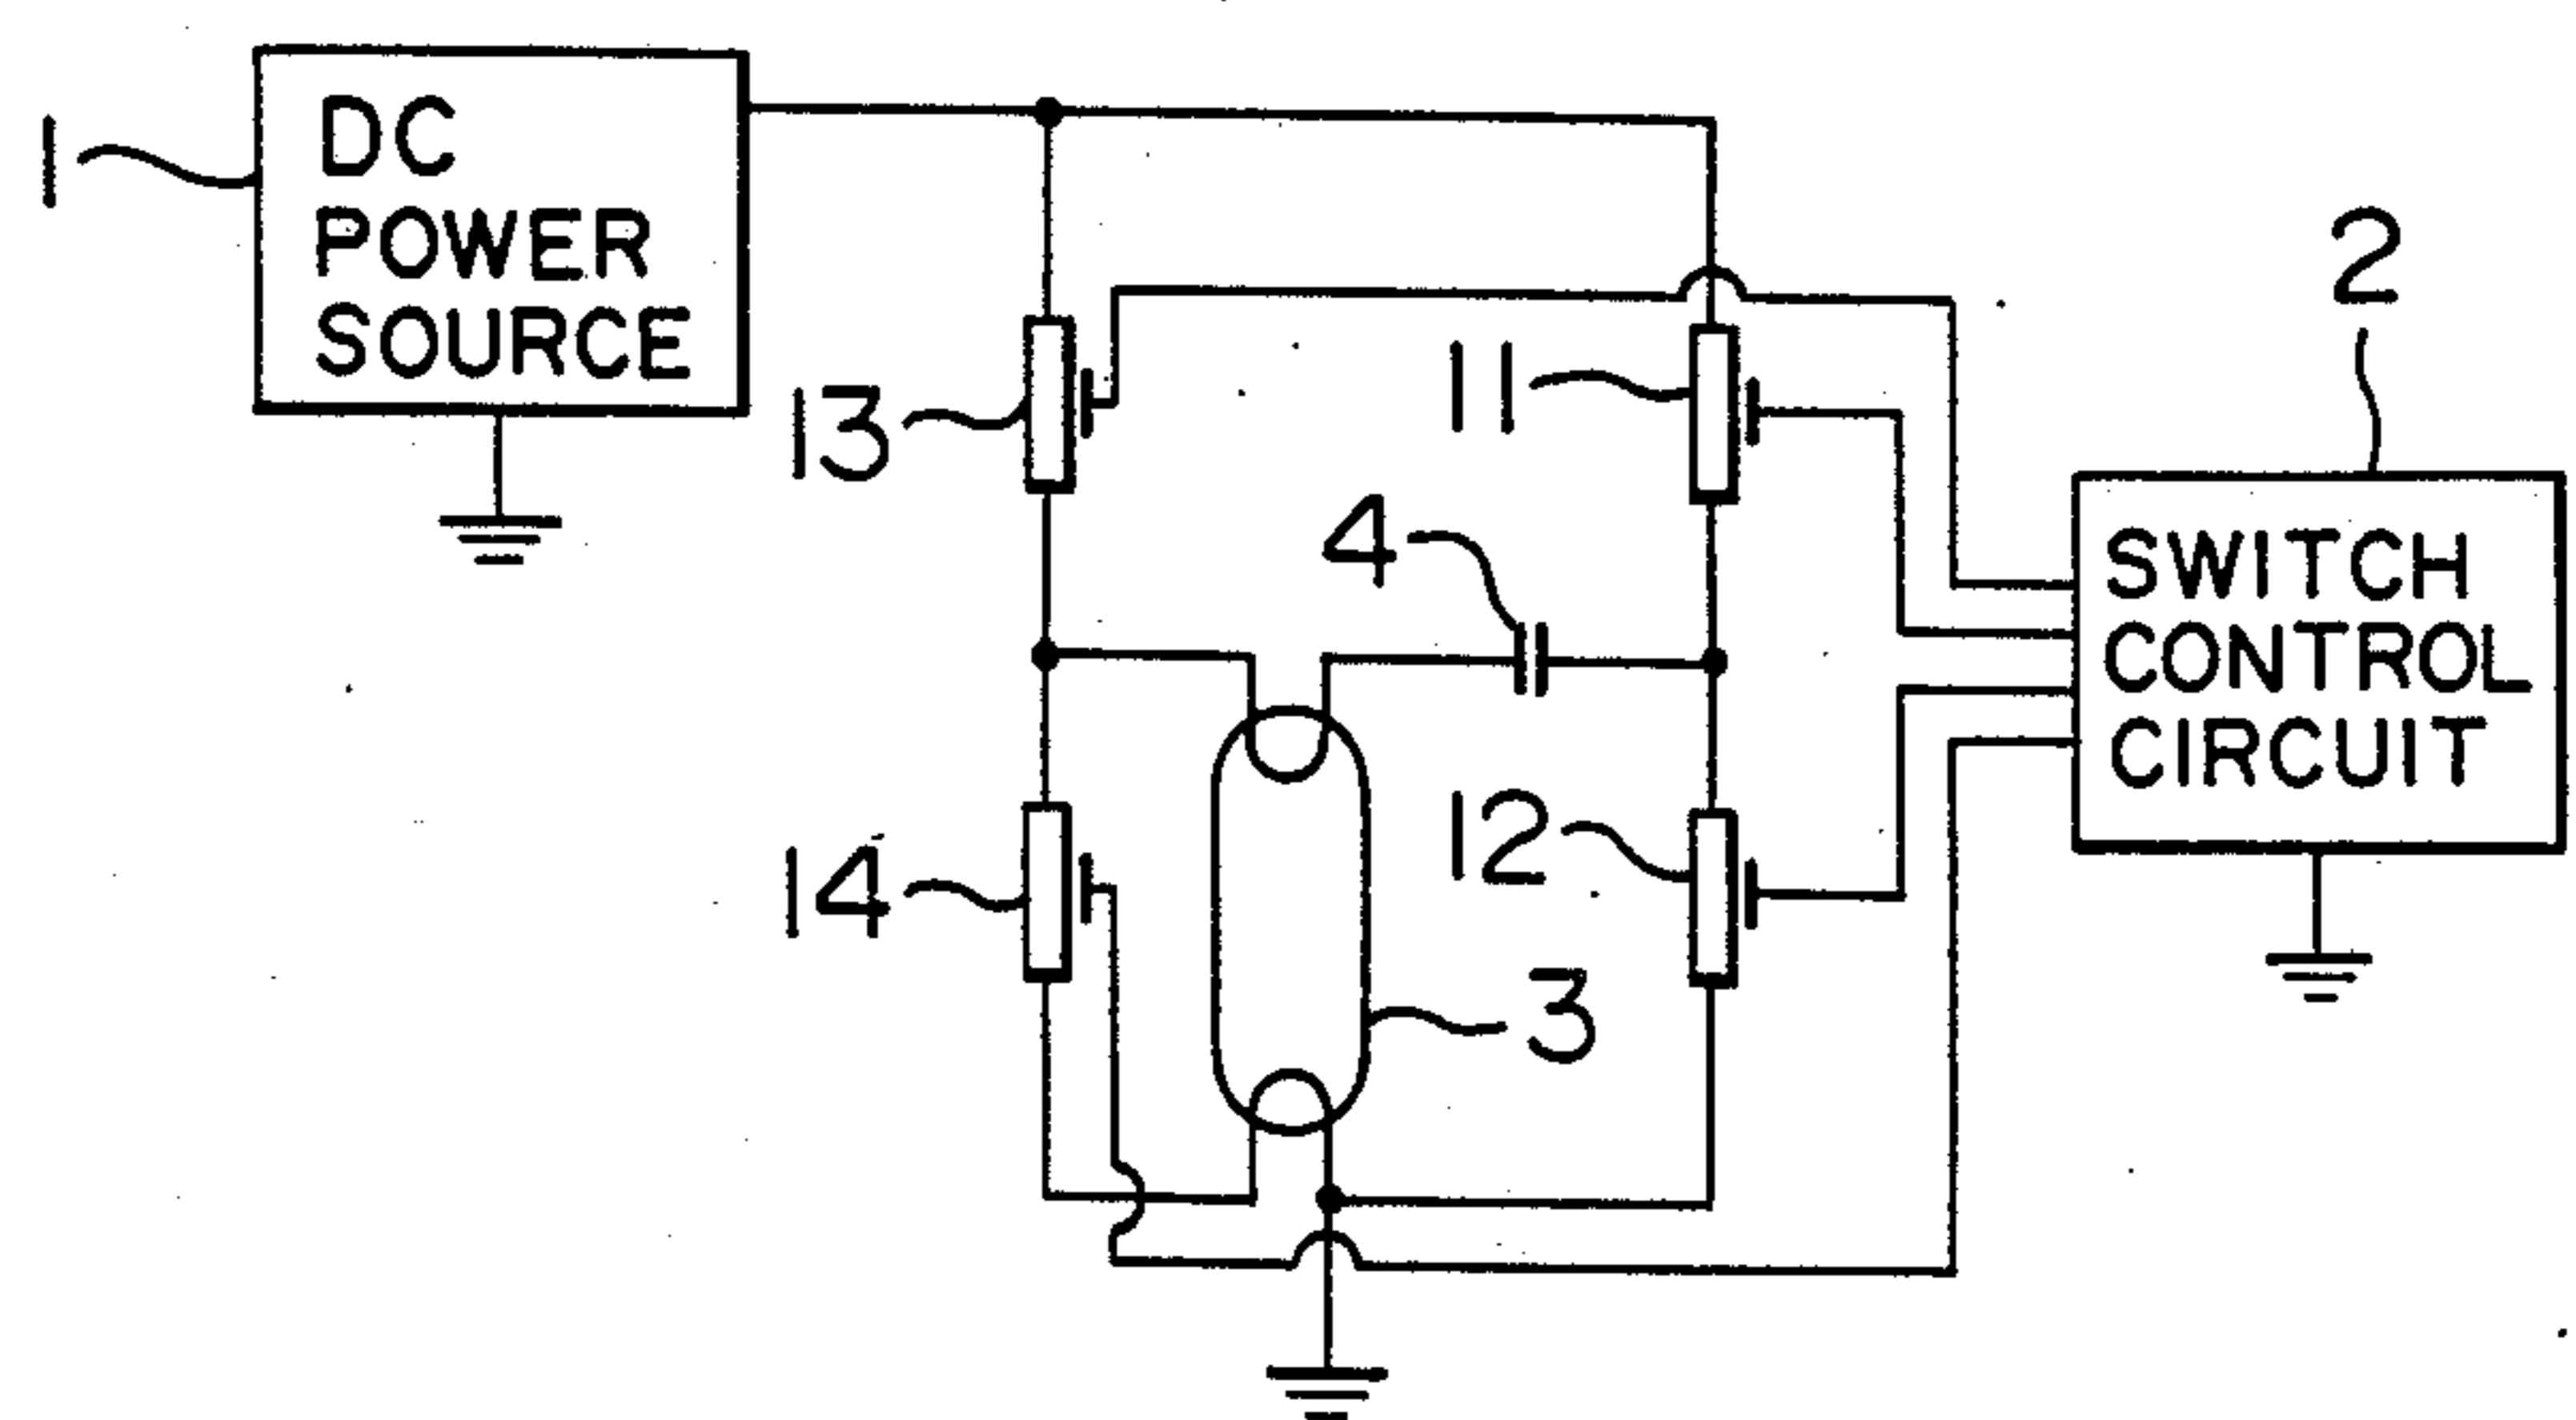 1
DC
POWER
SOURCE
2
13
11
4
SWITCH
CONTROL
CIRCUIT
14
12
3